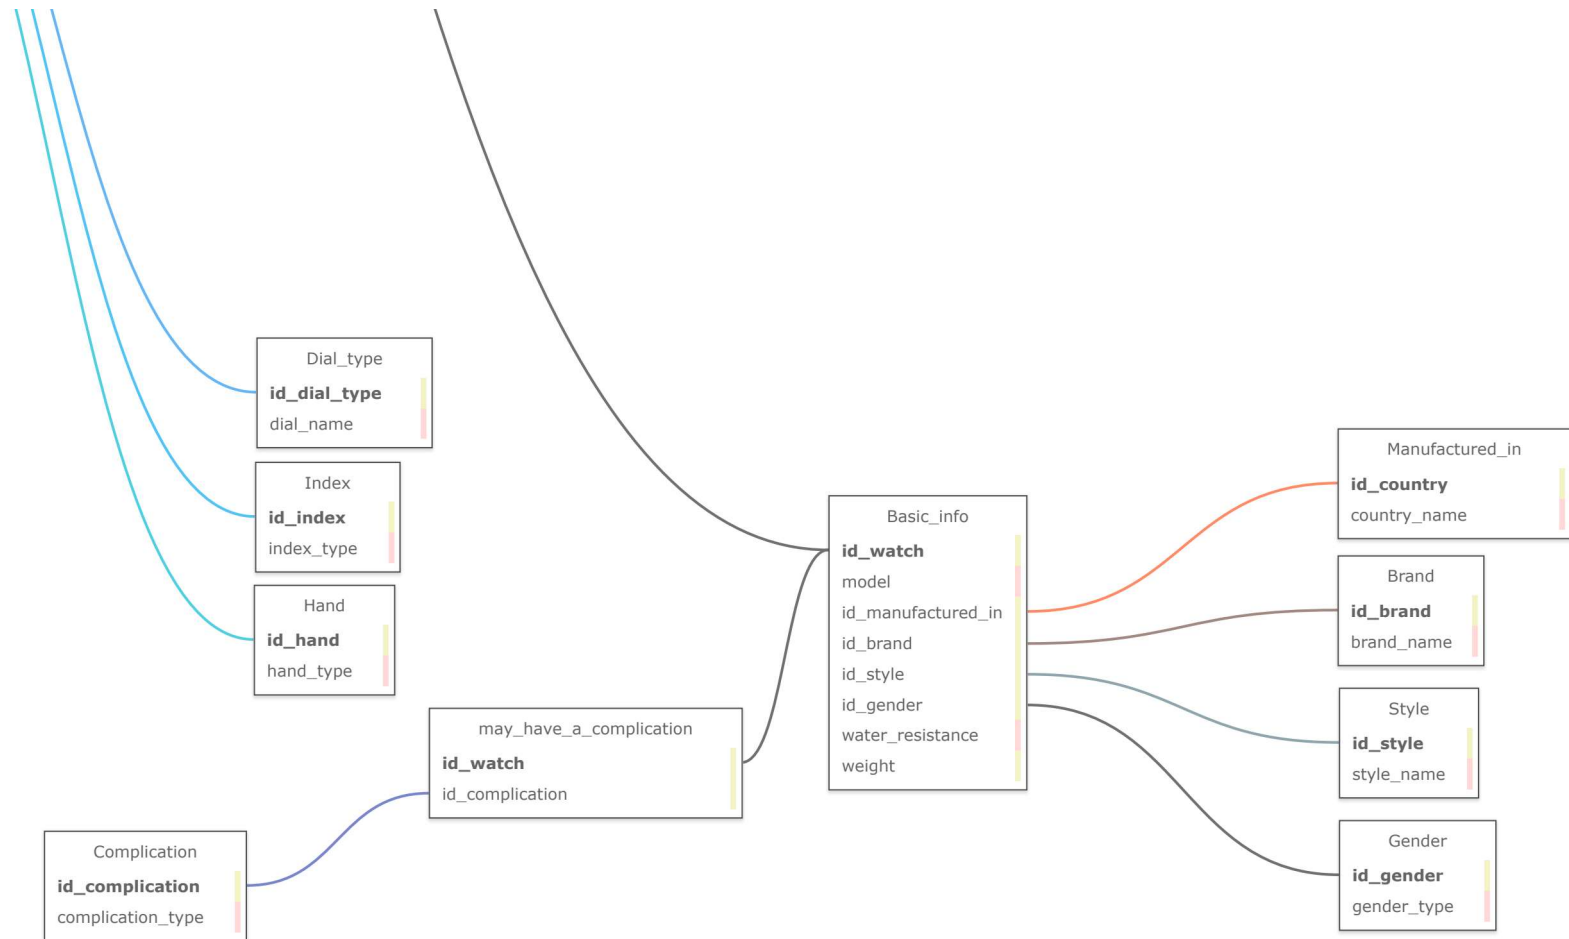 Dial_type
id_dial_type
dial_name
Index
id_index
index_type
Hand
id_hand
hand_type
may_have_a_complication
id_watch
id_complication
Complication
id_complication
complication_type
Basic_info
id_watch
model
id_manufactured_in
id_brand
id_style
id_gender
water_resistance
weight
Manufactured_in
id_country
country_name
Brand
id_brand
brand_name
Style
id_style
style_name
Gender
id_gender
gender_type